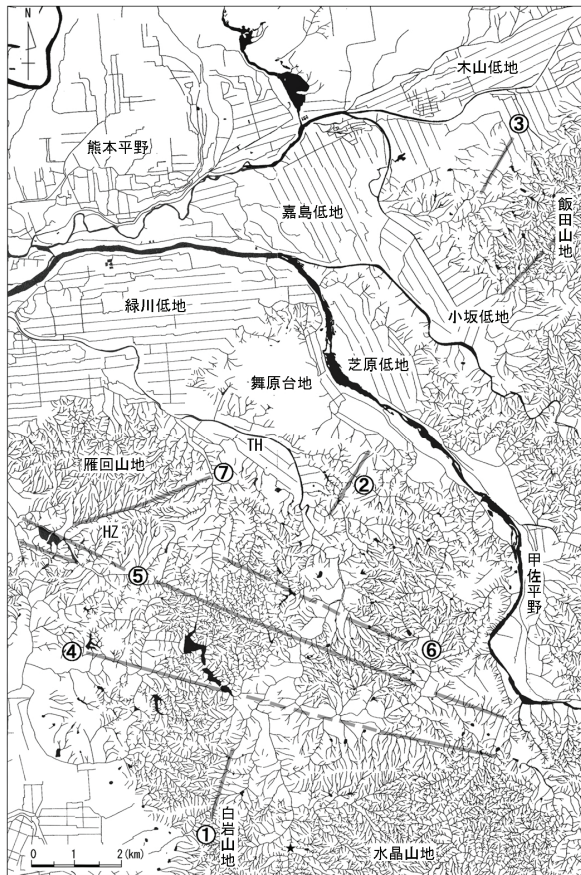 N
木山低地
③
熊本平野
飯田山地
嘉島低地
緑川低地
小坂低地
芝原低地
舞原台地
TH
雁回山地
⑦
②
HZ
甲佐平野
⑤
⑥
④
白岩山地
①
水晶山地
0 1 2 (km)